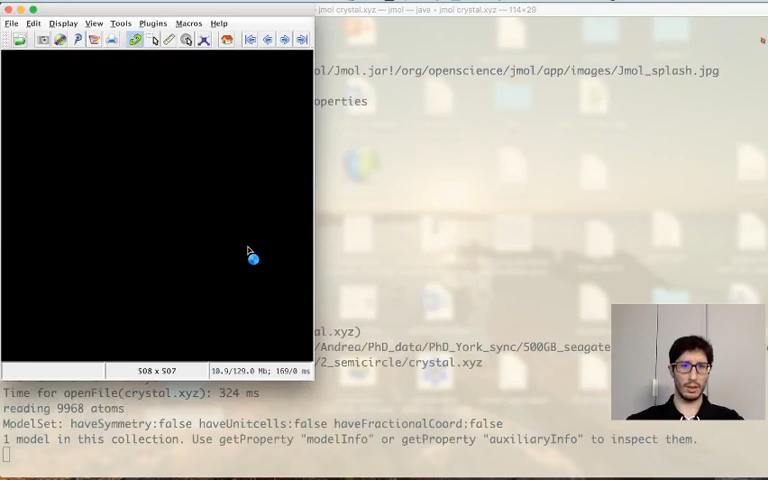 jmol crystal.xyz — jmol — java • jmol crystal.xyz — 114×29
File Edit Display View Tools Plugins Macros Help
ol/Jmol.jar!/org/openscience/jmol/app/images/Jmol_splash.jpg
operties
al.xyz)
/Andrea/PhD_data/PhD_York_sync/500GB_seagate
/2_semicircle/crystal.xyz
508 x 507
10.9/129.0 Mb; 169/0 ms
Time for openFile(crystal.xyz): 324 ms
reading 9968 atoms
ModelSet: haveSymmetry:false haveUnitcells:false haveFractionalCoord:false
1 model in this collection. Use getProperty "modelInfo" or getProperty "auxiliaryInfo" to inspect them.